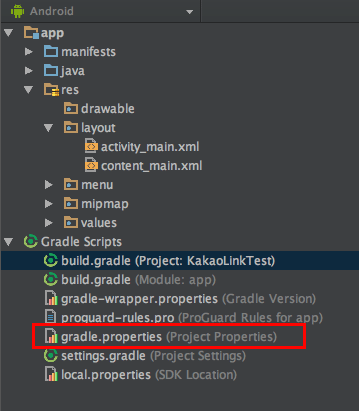 Android
app
manifests
java
res
drawable
layout
activity_main.xml
content_main.xml
menu
mipmap
values
Gradle Scripts
build.gradle (Project: KakaoLinkTest)
build.gradle (Module: app)
gradle-wrapper.properties (Gradle Version)
proguard-rules.pro (ProGuard Rules for app)
gradle.properties (Project Properties)
settings.gradle (Project Settings)
local.properties (SDK Location)